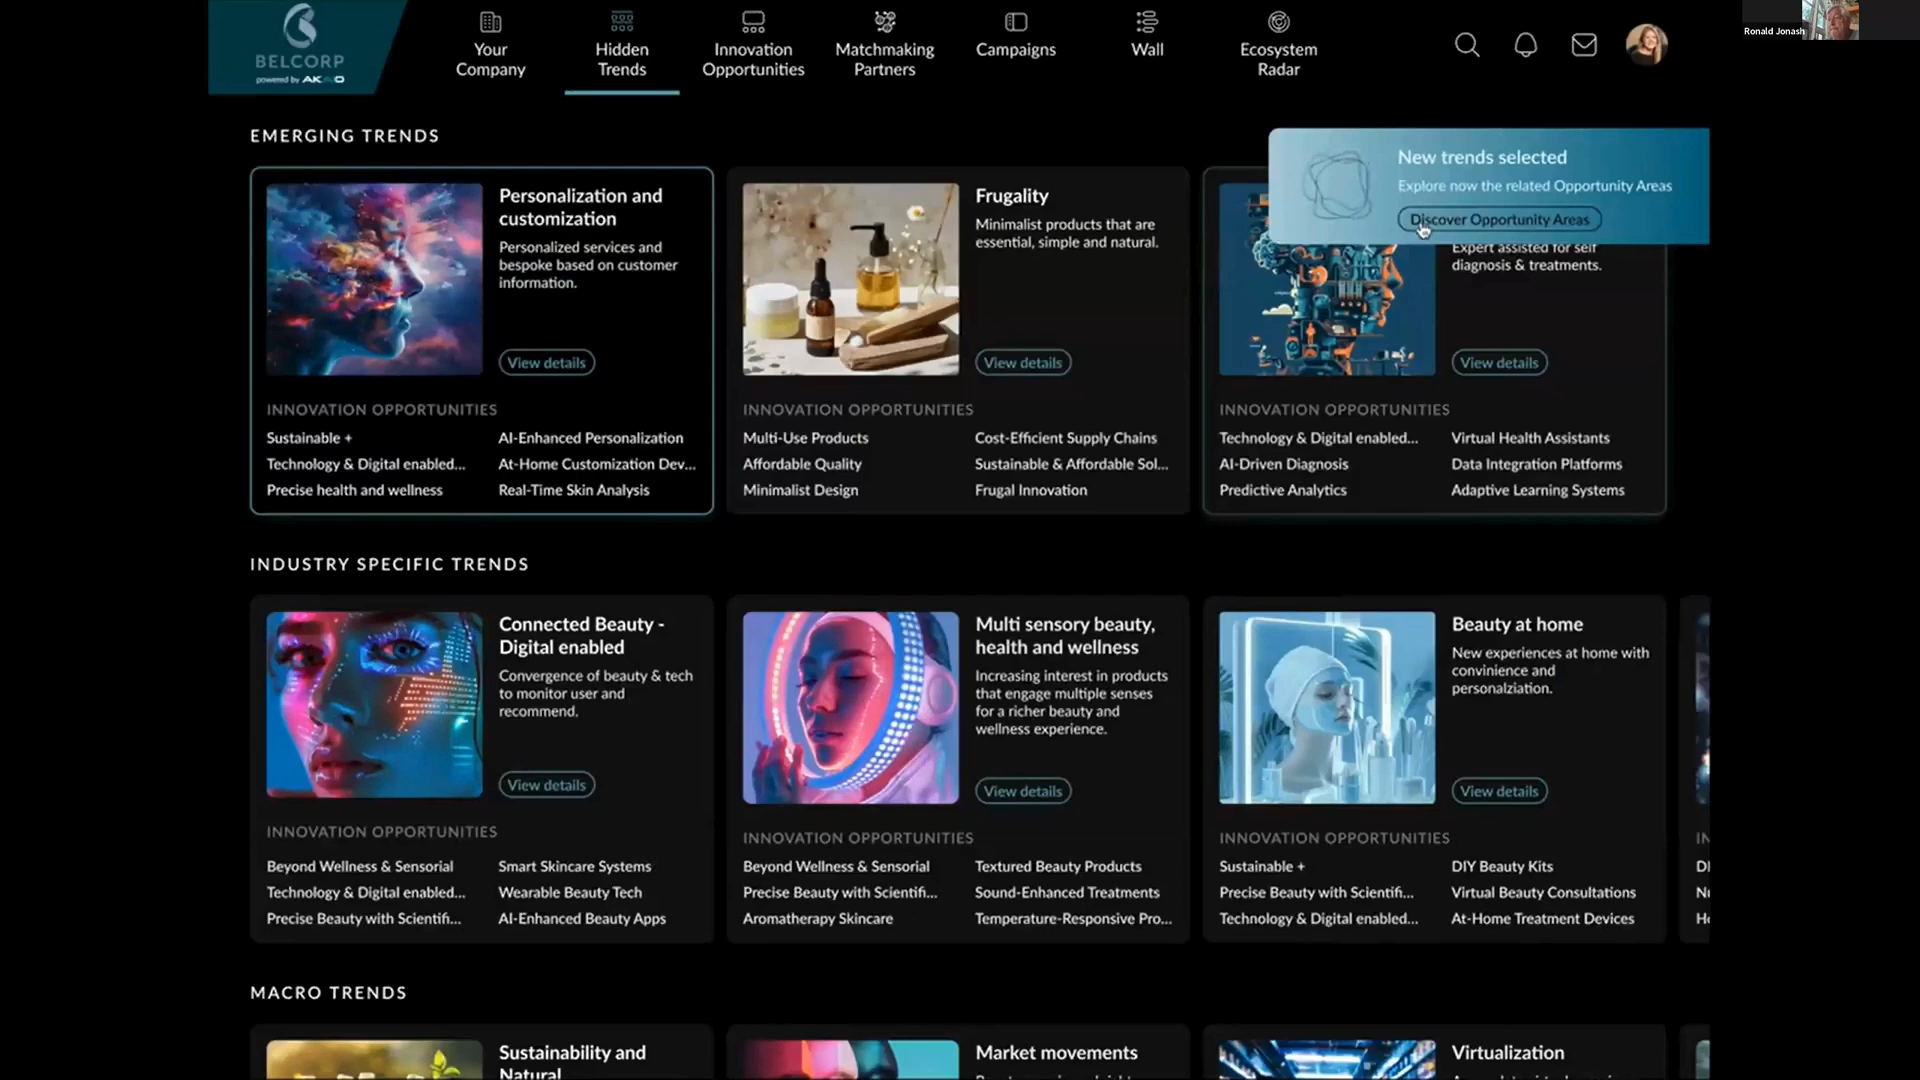 BELCORP
powered by AKAIO
Your
Company
Hidden
Trends
Innovation
Opportunities
Matchmaking
Partners
Campaigns
Wall
Ecosystem
Radar
Ronald Jonash
EMERGING TRENDS
New trends selected
Explore now the related Opportunity Areas
Discover Opportunity Areas
Personalization and
customization
Personalized services and
bespoke based on customer
information.
View details
INNOVATION OPPORTUNITIES
Sustainable +
Technology & Digital enabled...
Precise health and wellness
AI-Enhanced Personalization
At-Home Customization Dev...
Real-Time Skin Analysis
Frugality
Minimalist products that are
essential, simple and natural.
View details
INNOVATION OPPORTUNITIES
Multi-Use Products
Affordable Quality
Minimalist Design
Cost-Efficient Supply Chains
Sustainable & Affordable Sol...
Frugal Innovation
Expert assisted for self
diagnosis & treatments.
View details
INNOVATION OPPORTUNITIES
Technology & Digital enabled...
AI-Driven Diagnosis
Predictive Analytics
Virtual Health Assistants
Data Integration Platforms
Adaptive Learning Systems
INDUSTRY SPECIFIC TRENDS
Connected Beauty -
Digital enabled
Convergence of beauty & tech
to monitor user and
recommend.
View details
INNOVATION OPPORTUNITIES
Beyond Wellness & Sensorial
Technology & Digital enabled...
Precise Beauty with Scientifi...
Smart Skincare Systems
Wearable Beauty Tech
AI-Enhanced Beauty Apps
Multi sensory beauty,
health and wellness
Increasing interest in products
that engage multiple senses
for a richer beauty and
wellness experience.
View details
INNOVATION OPPORTUNITIES
Beyond Wellness & Sensorial
Precise Beauty with Scientifi...
Aromatherapy Skincare
Textured Beauty Products
Sound-Enhanced Treatments
Temperature-Responsive Pro...
Beauty at home
New experiences at home with
convinience and
personalziation.
View details
INNOVATION OPPORTUNITIES
Sustainable +
Precise Beauty with Scientifi...
Technology & Digital enabled...
DIY Beauty Kits
Virtual Beauty Consultations
At-Home Treatment Devices
MACRO TRENDS
Sustainability and
Natural
Market movements
Virtualization